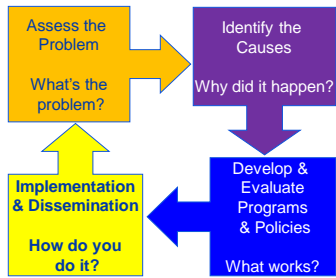 Assess the
Problem
What's the
problem?
Identify the
Causes
Why did it happen?
Develop &
Evaluate
Programs
& Policies
What works?
Implementation
& Dissemination
How do you
do it?